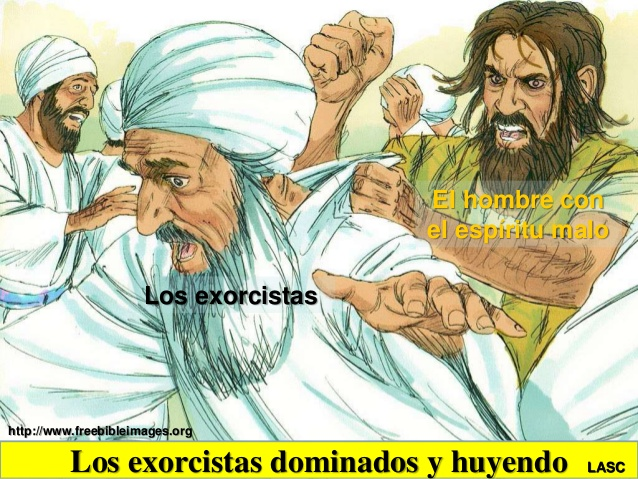 El hombre con
el espíritu malo
Los exorcistas
http://www.freebibleimages.org
Los exorcistas dominados y huyendo LASC